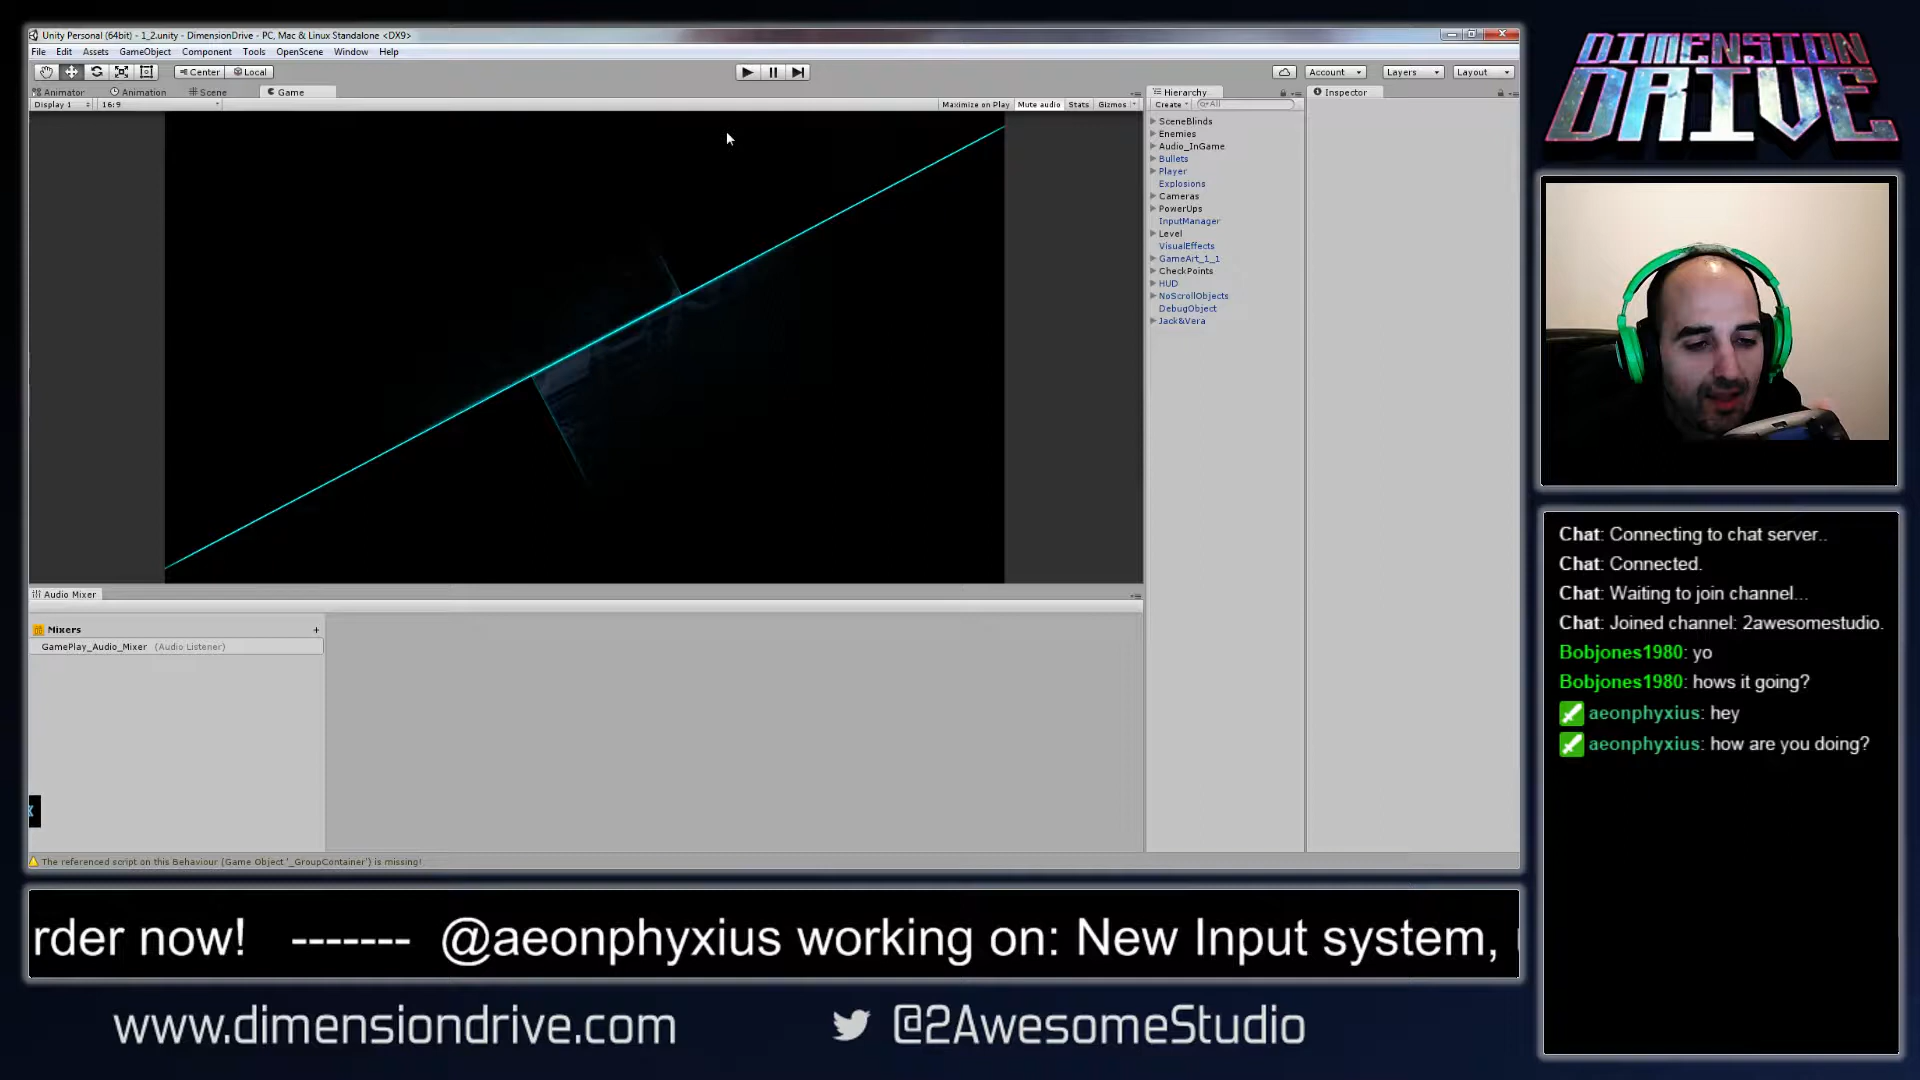 Unity Personal (64bit) - 1_2.unity - DimensionDrive - PC, Mac & Linux Standalone <DX9>
File Edit Assets GameObject Component Tools OpenScene Window Help
Center Local
Account Layers Layout
Animator Animation Scene Game
Display 1 16:9
Maximize on Play Mute audio Stats Gizmos
Hierarchy
Create All
SceneBlinds
Enemies
Audio_InGame
Bullets
Player
Explosions
Cameras
PowerUps
InputManager
Level
VisualEffects
GameArt_1_1
CheckPoints
HUD
NoScrollObjects
DebugObject
Jack&Vera
Inspector
Audio Mixer
Mixers +
GamePlay_Audio_Mixer (Audio Listener)
The referenced script on this Behaviour (Game Object '_GroupContainer') is missing!
DIMENSION
DRIVE
Chat: Connecting to chat server..
Chat: Connected.
Chat: Waiting to join channel...
Chat: Joined channel: 2awesomestudio.
Bobjones1980: yo
Bobjones1980: hows it going?
aeonphyxius: hey
aeonphyxius: how are you doing?
rder now! ------- @aeonphyxius working on: New Input system,
www.dimensiondrive.com
@2AwesomeStudio